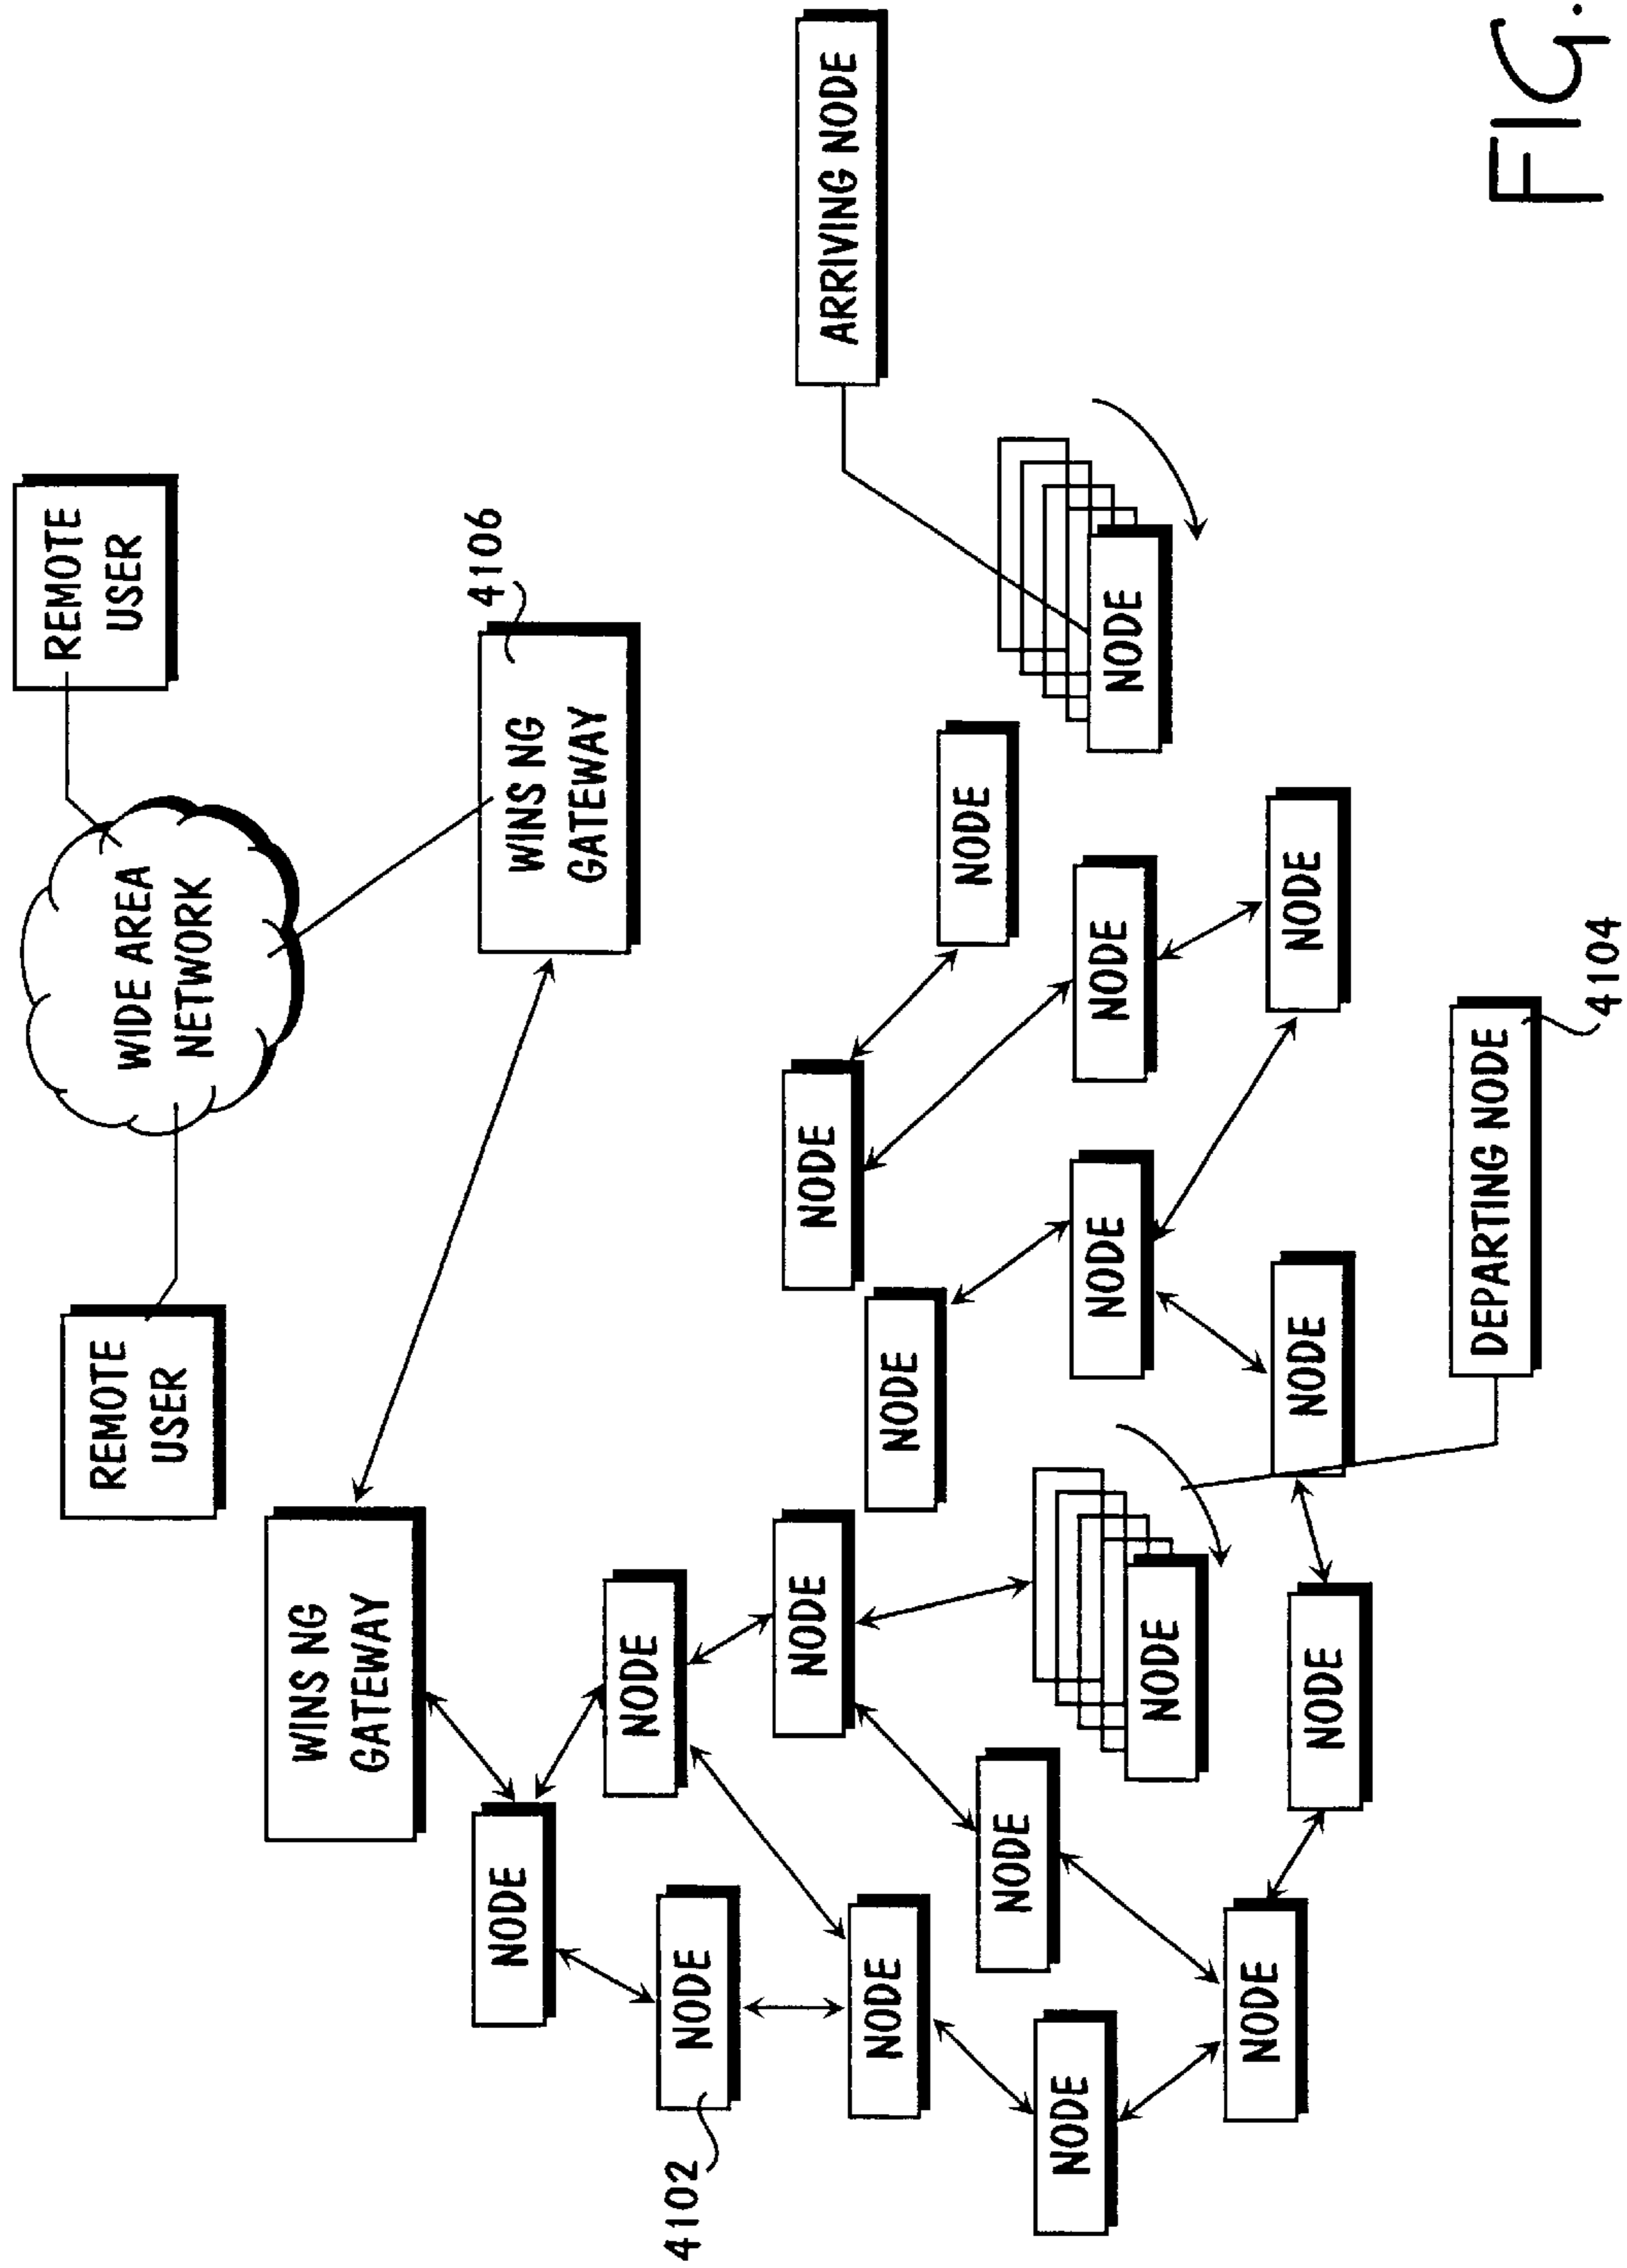 REMOTE
USER
WIDE AREA
NETWORK
REMOTE
USER
WINS NG
GATEWAY
4106
WINS NG
GATEWAY
NODE
NODE
4102
NODE
NODE
NODE
ARRIVING NODE
NODE
NODE
NODE
NODE
NODE
NODE
NODE
NODE
NODE
NODE
NODE
NODE
NODE
DEPARTING NODE
4104
FIG.